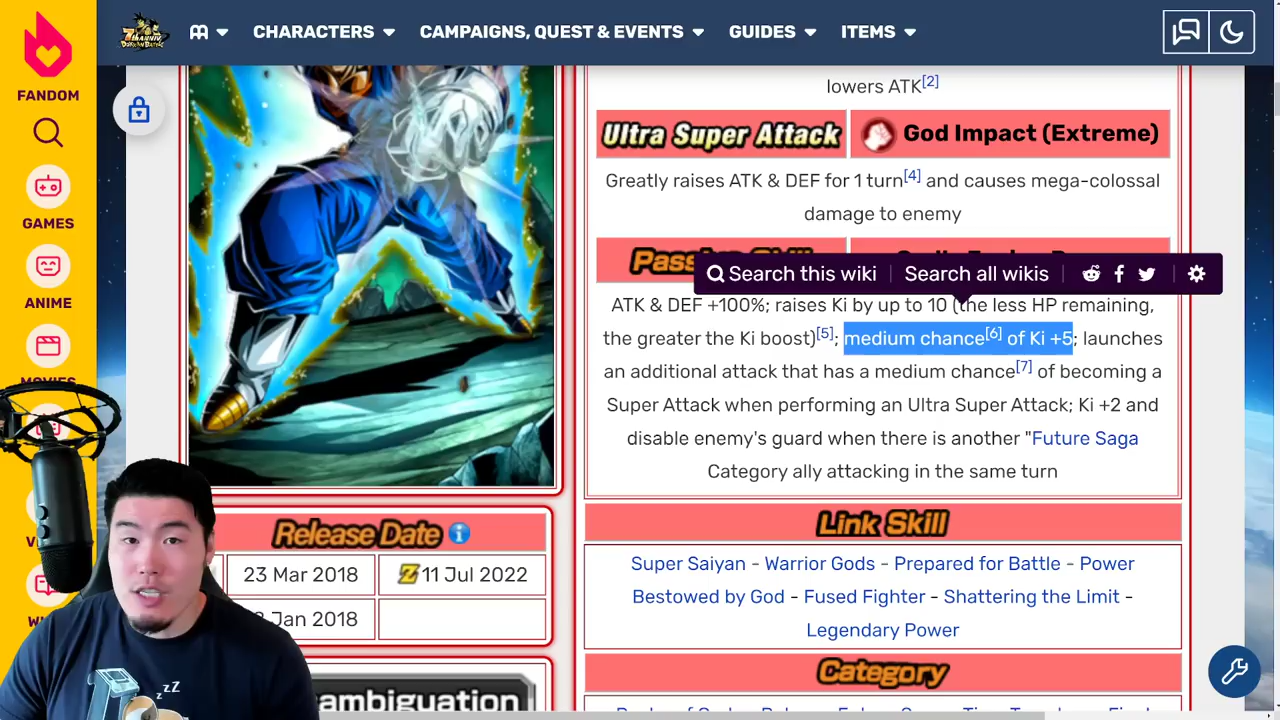 FANDOM
GAMES
ANIME
CHARACTERS
CAMPAIGNS, QUEST & EVENTS
GUIDES
ITEMS
lowers ATK[2]
Ultra Super Attack
God Impact (Extreme)
Greatly raises ATK & DEF for 1 turn[4] and causes mega-colossal
damage to enemy
Search this wiki
Search all wikis
ATK & DEF +100%; raises Ki by up to 10 (the less HP remaining,
the greater the Ki boost)[5]; medium chance[6] of Ki +5; launches
an additional attack that has a medium chance[7] of becoming a
Super Attack when performing an Ultra Super Attack; Ki +2 and
disable enemy's guard when there is another "Future Saga
Category ally attacking in the same turn
Release Date
23 Mar 2018
Z 11 Jul 2022
Jan 2018
Link Skill
Super Saiyan - Warrior Gods - Prepared for Battle - Power
Bestowed by God - Fused Fighter - Shattering the Limit -
Legendary Power
Category
zzZ